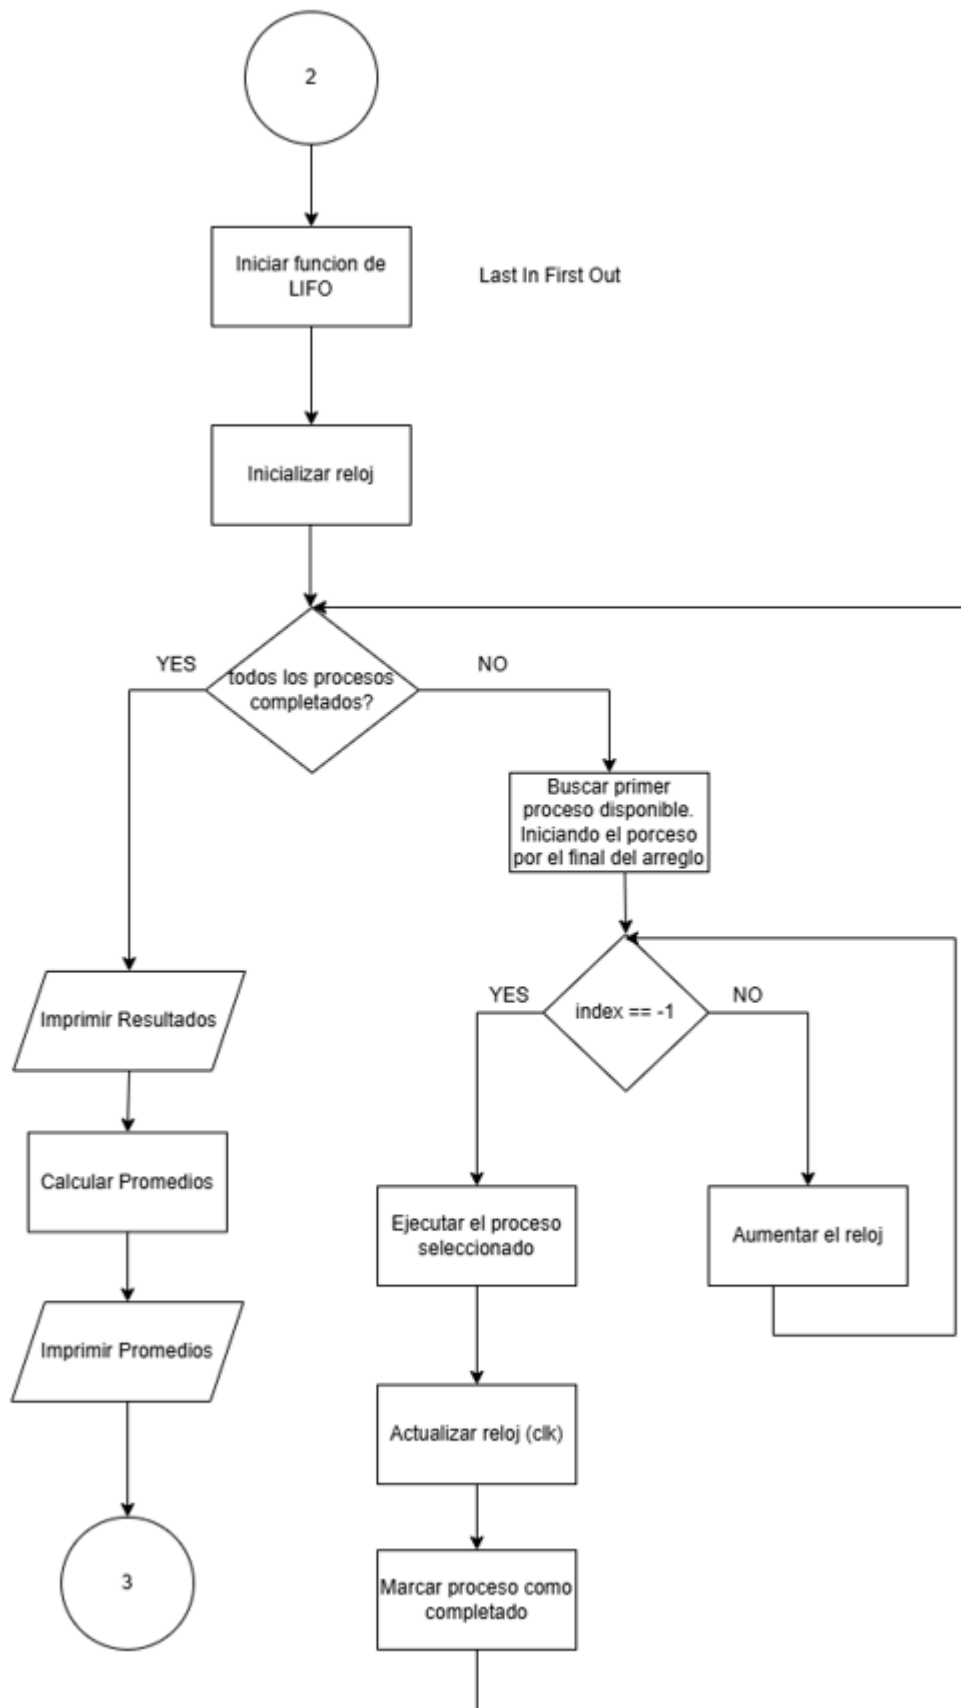 2
Iniciar funcion de
LIFO
Last In First Out
Inicializar reloj
YES
NO
todos los procesos
completados?
Buscar primer
proceso disponible.
Iniciando el porceso
por el final del arreglo
YES
NO
index == -1
Imprimir Resultados
Calcular Promedios
Ejecutar el proceso
seleccionado
Aumentar el reloj
Imprimir Promedios
Actualizar reloj (clk)
3
Marcar proceso como
completado